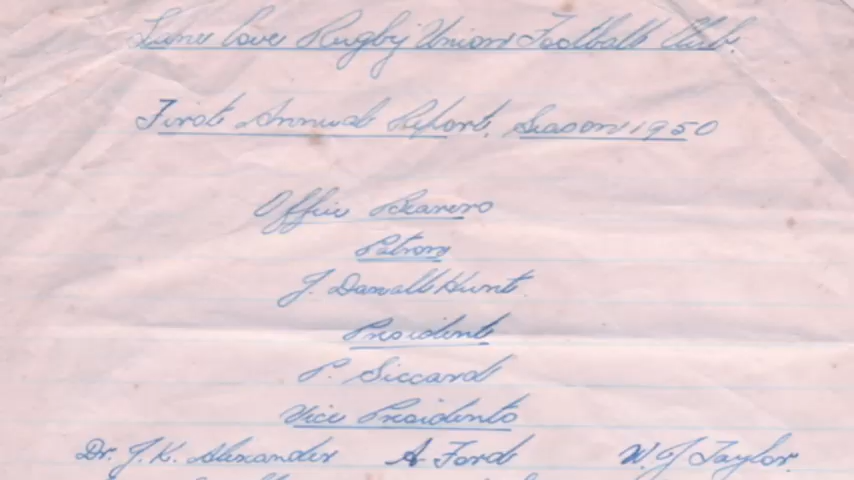 Lane Cove Rugby Union Football Club.
First Annual Report, Season 1950
Office Bearers
Patron
J. Hunt.
President
P. Siccard
Vice Presidents
Dr. J. K. Alexander A Ford W. J Taylor.